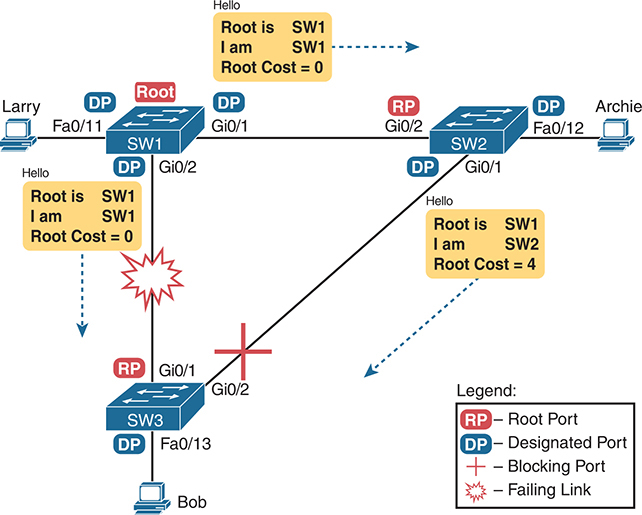 Hello
Root is SW1
I am SW1
Root Cost = 0
Larry
DP
Root
DP
RP
DP
Archie
Fa0/11
Gi0/1
Gi0/2
Fa0/12
SW1
SW2
DP
Gi0/2
DP
Gi0/1
Hello
Root is SW1
I am SW1
Root Cost = 0
Hello
Root is SW1
I am SW2
Root Cost = 4
RP
Gi0/1
Gi0/2
SW3
DP
Fa0/13
Bob
Legend:
RP – Root Port
DP – Designated Port
– Blocking Port
– Failing Link